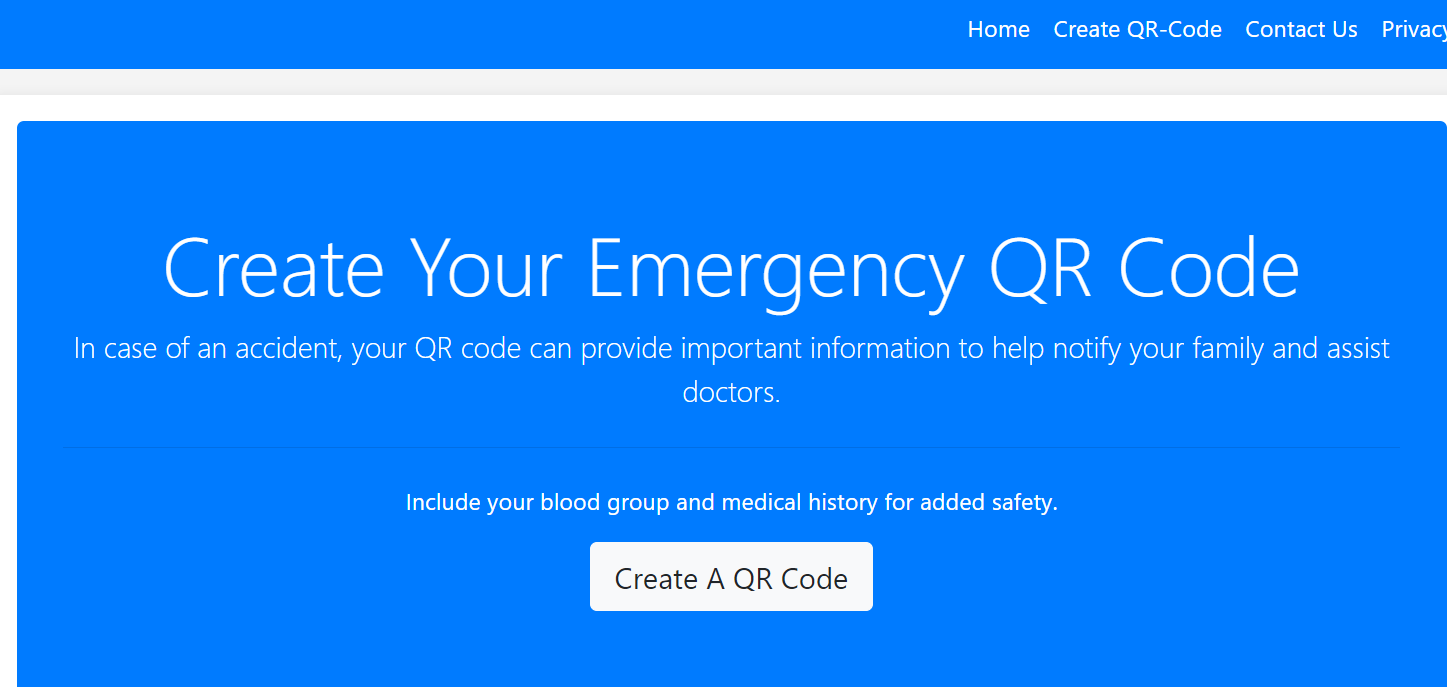 Home Create QR-Code Contact Us Privacy
Create Your Emergency QR Code
In case of an accident, your QR code can provide important information to help notify your family and assist
doctors.
Include your blood group and medical history for added safety.
Create A QR Code